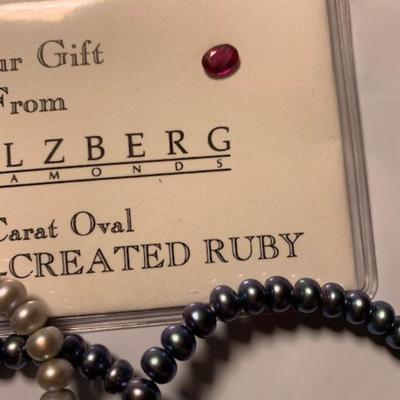 ur Gift
From
LZBERG
AMONDS
Carat Oval
-CREATED RUBY